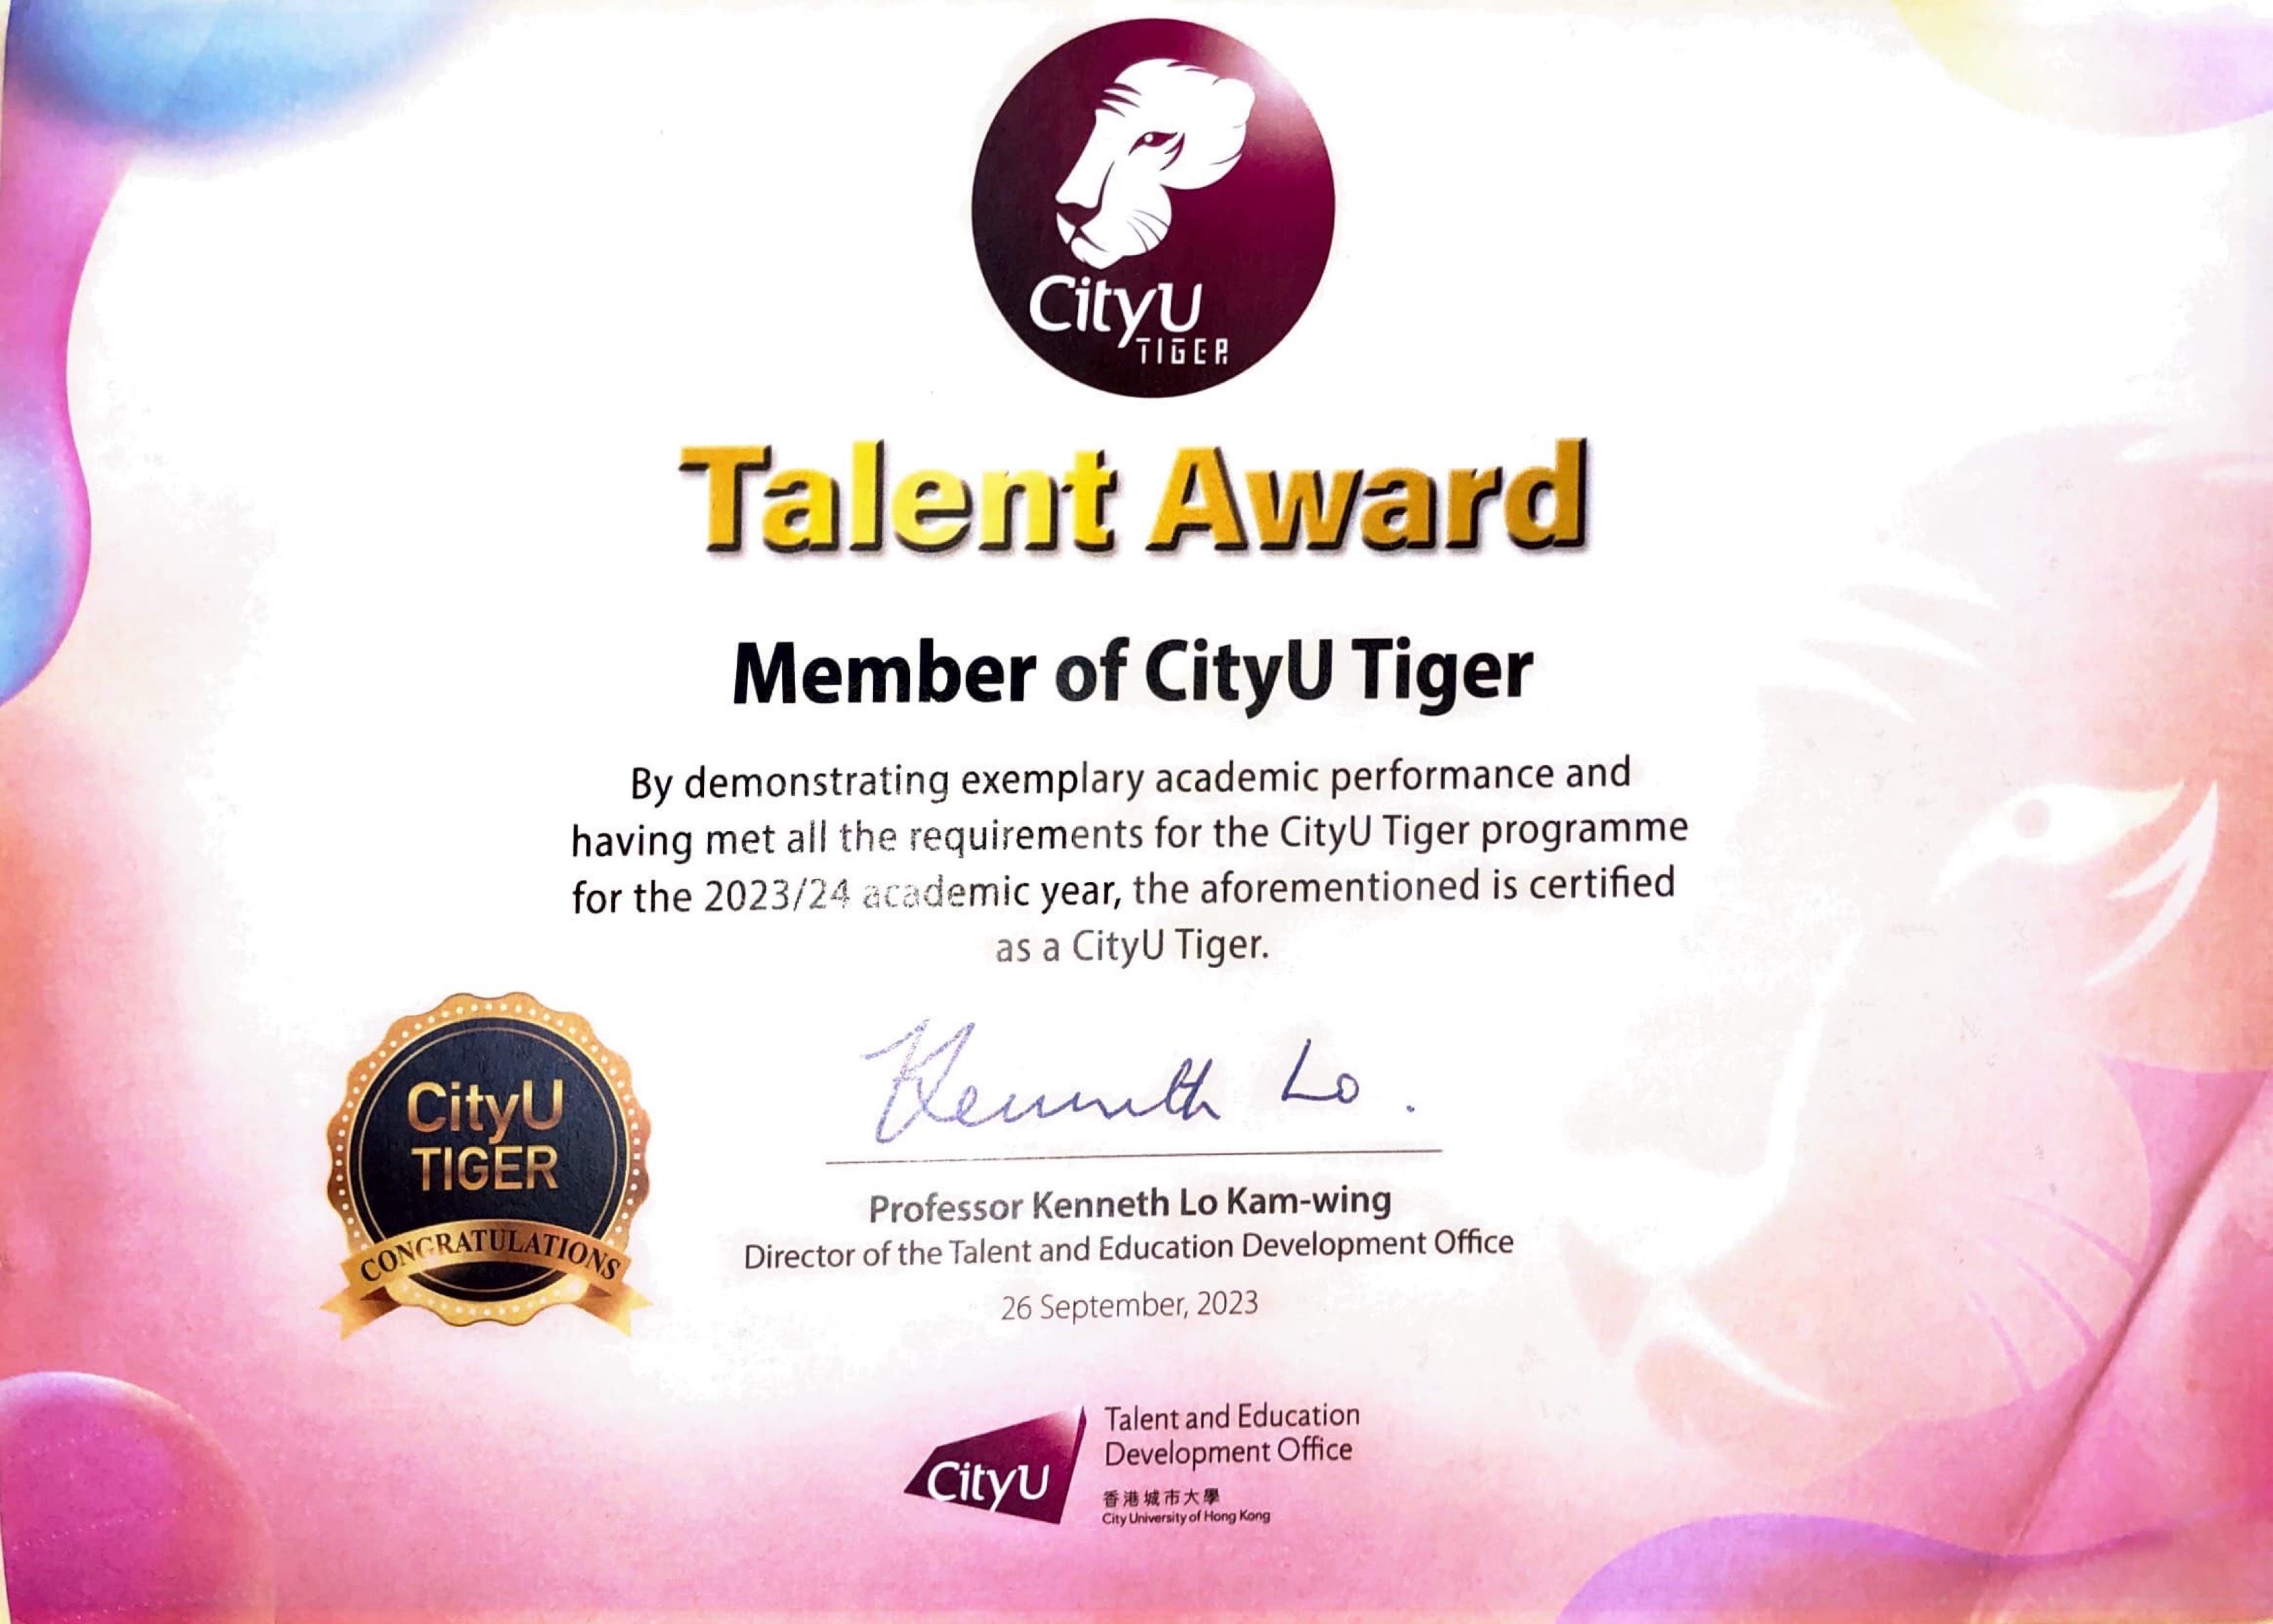 CityU
TIGER
Talent Award
Member of CityU Tiger
By demonstrating exemplary academic performance and
having met all the requirements for the CityU Tiger programme
for the 2023/24 academic year, the aforementioned is certified
as a CityU Tiger.
CityU
TIGER
CONGRATULATIONS
Kenneth Lo.
Professor Kenneth Lo Kam-wing
Director of the Talent and Education Development Office
26 September, 2023
CityU
Talent and Education
Development Office
香港城市大學
City University of Hong Kong